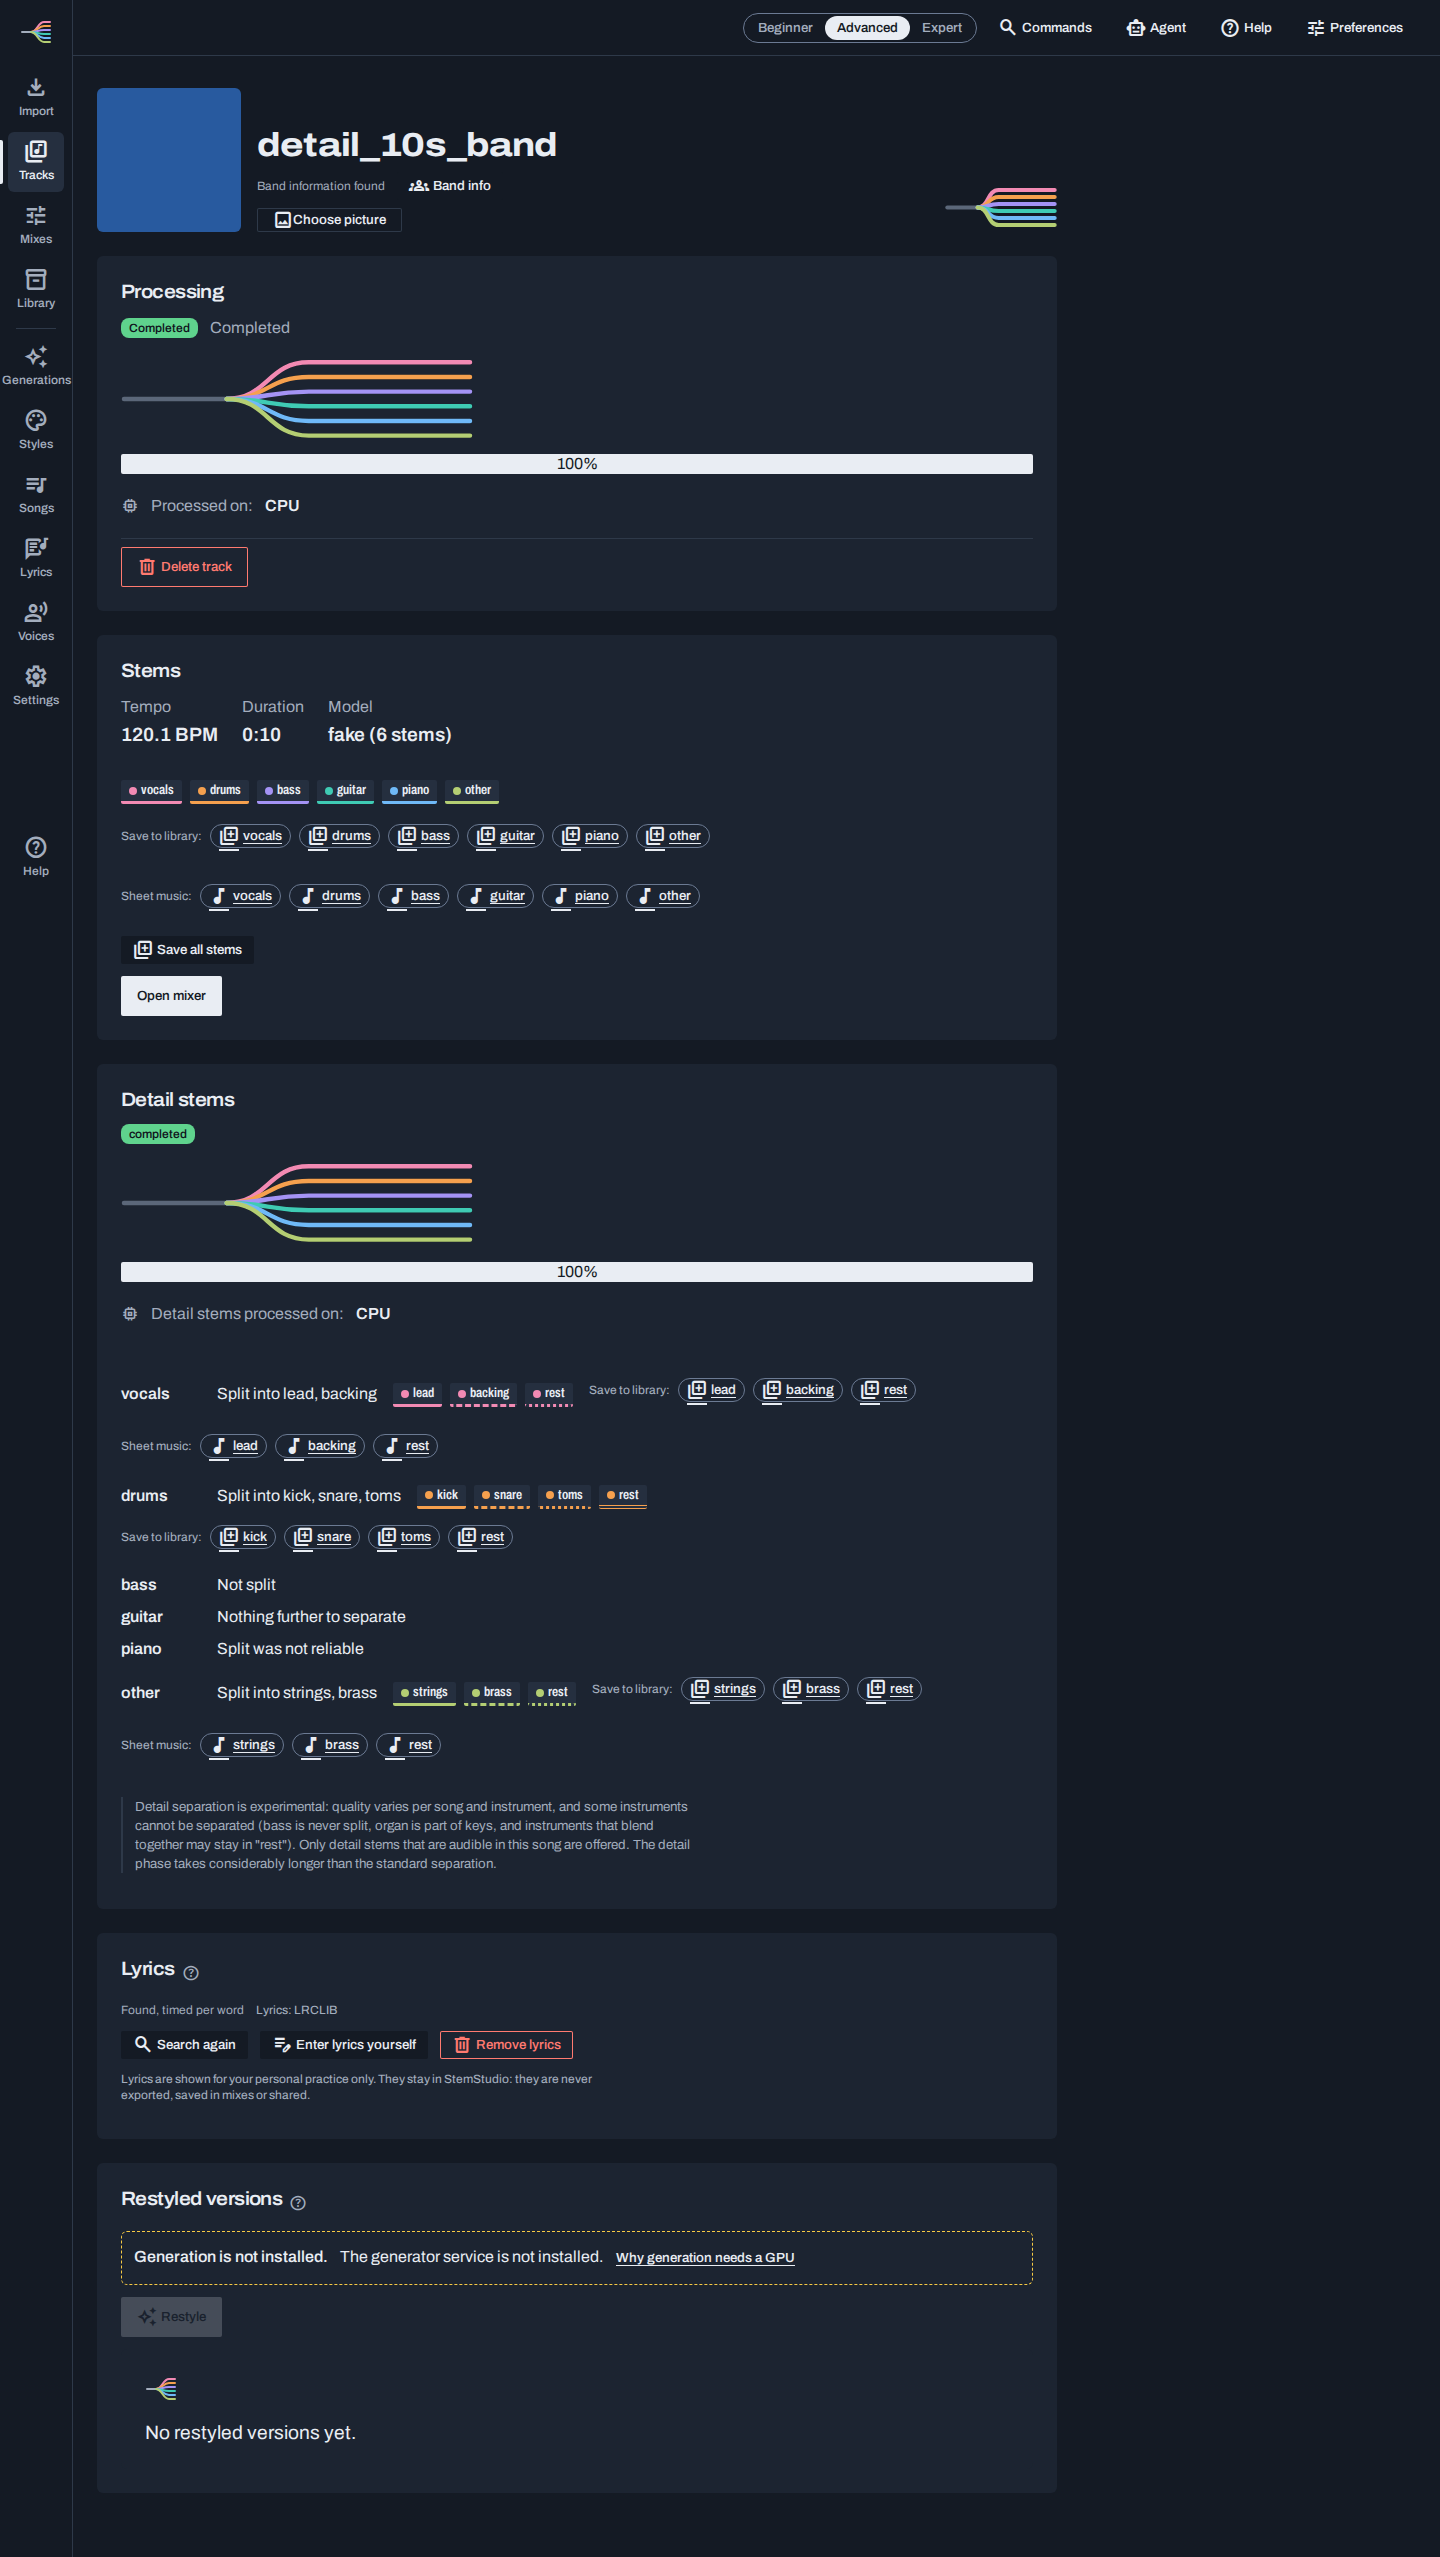 Beginner Advanced Expert Commands Agent Help Preferences
Import
Tracks
Mixes
Library
Generations
Styles
Songs
Lyrics
Voices
Settings
Help
detail_10s_band
Band information found Band info
Choose picture
Processing
Completed Completed
100%
Processed on: CPU
Delete track
Stems
Tempo Duration Model
120.1 BPM 0:10 fake (6 stems)
vocals drums bass guitar piano other
Save to library: vocals drums bass guitar piano other
Sheet music: vocals drums bass guitar piano other
Save all stems
Open mixer
Detail stems
completed
100%
Detail stems processed on: CPU
vocals Split into lead, backing lead backing rest Save to library: lead backing rest
Sheet music: lead backing rest
drums Split into kick, snare, toms kick snare toms rest
Save to library: kick snare toms rest
bass Not split
guitar Nothing further to separate
piano Split was not reliable
other Split into strings, brass strings brass rest Save to library: strings brass rest
Sheet music: strings brass rest
Detail separation is experimental: quality varies per song and instrument, and some instruments
cannot be separated (bass is never split, organ is part of keys, and instruments that blend
together may stay in "rest"). Only detail stems that are audible in this song are offered. The detail
phase takes considerably longer than the standard separation.
Lyrics
Found, timed per word Lyrics: LRCLIB
Search again Enter lyrics yourself Remove lyrics
Lyrics are shown for your personal practice only. They stay in StemStudio: they are never
exported, saved in mixes or shared.
Restyled versions
Generation is not installed. The generator service is not installed. Why generation needs a GPU
Restyle
No restyled versions yet.